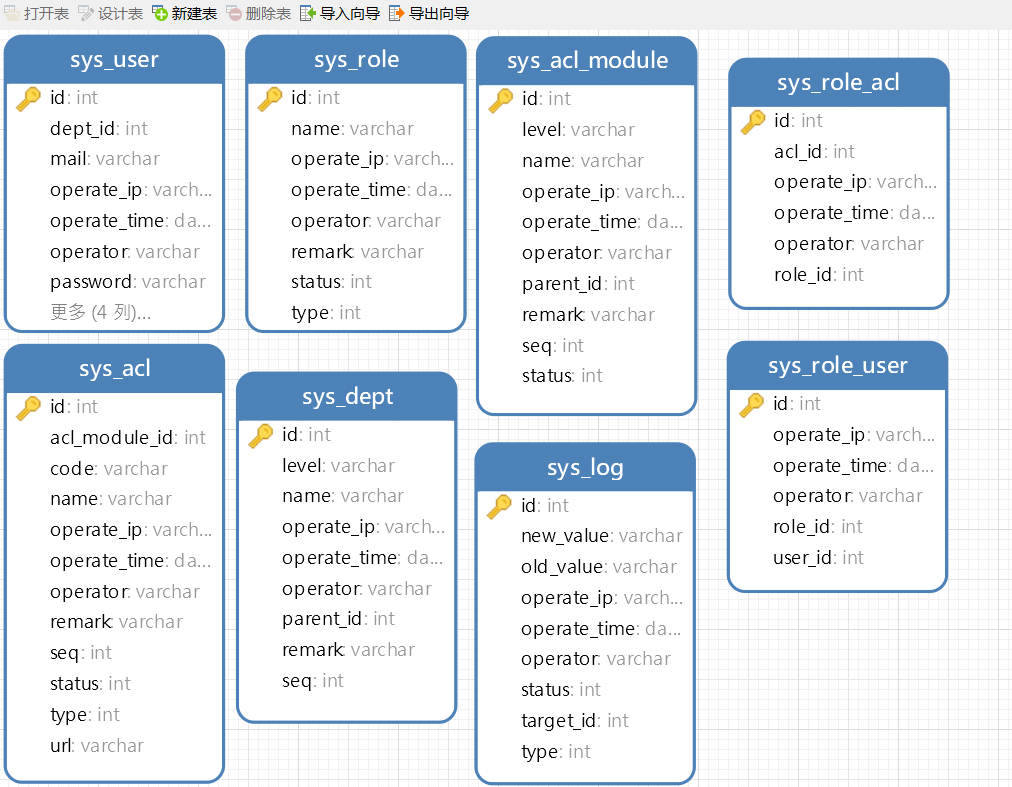 打开表 设计表 新建表 删除表 导入向导 导出向导
sys_user
id: int
dept_id: int
mail: varchar
operate_ip: varch...
operate_time: da...
operator: varchar
password: varchar
更多 (4 列)...
sys_role
id: int
name: varchar
operate_ip: varch...
operate_time: da...
operator: varchar
remark: varchar
status: int
type: int
sys_acl_module
id: int
level: varchar
name: varchar
operate_ip: varch...
operate_time: da...
operator: varchar
parent_id: int
remark: varchar
seq: int
status: int
sys_role_acl
id: int
acl_id: int
operate_ip: varch...
operate_time: da...
operator: varchar
role_id: int
sys_acl
id: int
acl_module_id: int
code: varchar
name: varchar
operate_ip: varch...
operate_time: da...
operator: varchar
remark: varchar
seq: int
status: int
type: int
url: varchar
sys_dept
id: int
level: varchar
name: varchar
operate_ip: varch...
operate_time: da...
operator: varchar
parent_id: int
remark: varchar
seq: int
sys_log
id: int
new_value: varchar
old_value: varchar
operate_ip: varch...
operate_time: da...
operator: varchar
status: int
target_id: int
type: int
sys_role_user
id: int
operate_ip: varch...
operate_time: da...
operator: varchar
role_id: int
user_id: int